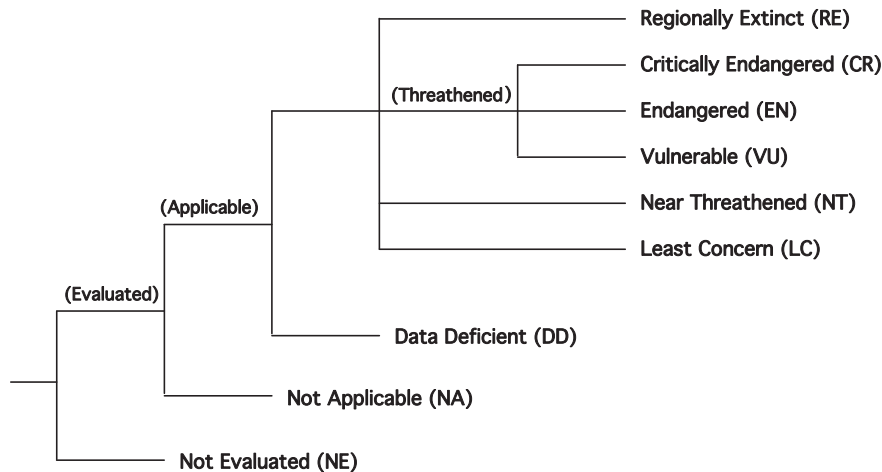 Regionally Extinct (RE)
Critically Endangered (CR)
(Threathened)
Endangered (EN)
Vulnerable (VU)
Near Threathened (NT)
(Applicable)
Least Concern (LC)
(Evaluated)
Data Deficient (DD)
Not Applicable (NA)
Not Evaluated (NE)